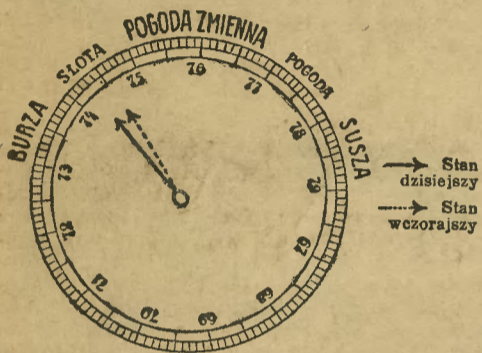 BURZA
SLOTA
POGODA ZMIENNA
POGODA
SUSZA
73
74
75
76
77
78
79
67
68
69
70
71
72
Stan
dzisiejszy
Stan
wczorajszy